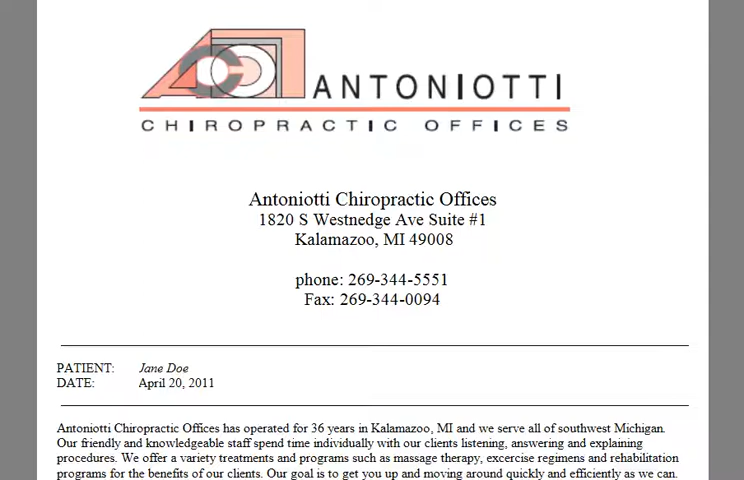 ANTONIOTTI
CHIROPRACTIC OFFICES
Antoniotti Chiropractic Offices
1820 S Westnedge Ave Suite #1
Kalamazoo, MI 49008
phone: 269-344-5551
Fax: 269-344-0094
PATIENT: Jane Doe
DATE: April 20, 2011
Antoniotti Chiropractic Offices has operated for 36 years in Kalamazoo, MI and we serve all of southwest Michigan.
Our friendly and knowledgeable staff spend time individually with our clients listening, answering and explaining
procedures. We offer a variety treatments and programs such as massage therapy, excercise regimens and rehabilitation
programs for the benefits of our clients. Our goal is to get you up and moving around quickly and efficiently as we can.